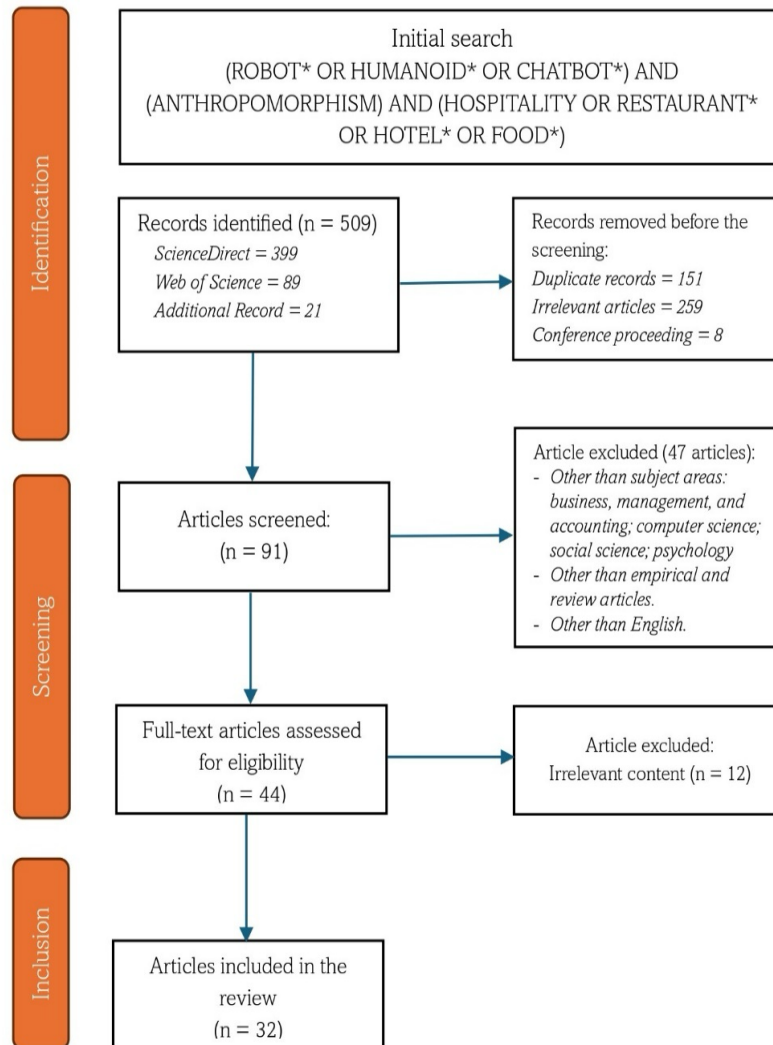 Identification
Initial search
(ROBOT* OR HUMANOID* OR CHATBOT*) AND
(ANTHROPOMORPHISM) AND (HOSPITALITY OR RESTAURANT*
OR HOTEL* OR FOOD*)
Records identified (n = 509)
ScienceDirect = 399
Web of Science = 89
Additional Record = 21
Records removed before the
screening:
Duplicate records = 151
Irrelevant articles = 259
Conference proceeding = 8
Screening
Articles screened:
(n = 91)
Article excluded (47 articles):
- Other than subject areas:
business, management, and
accounting; computer science;
social science; psychology
- Other than empirical and
review articles.
- Other than English.
Full-text articles assessed
for eligibility
(n = 44)
Article excluded:
Irrelevant content (n = 12)
Inclusion
Articles included in the
review
(n = 32)